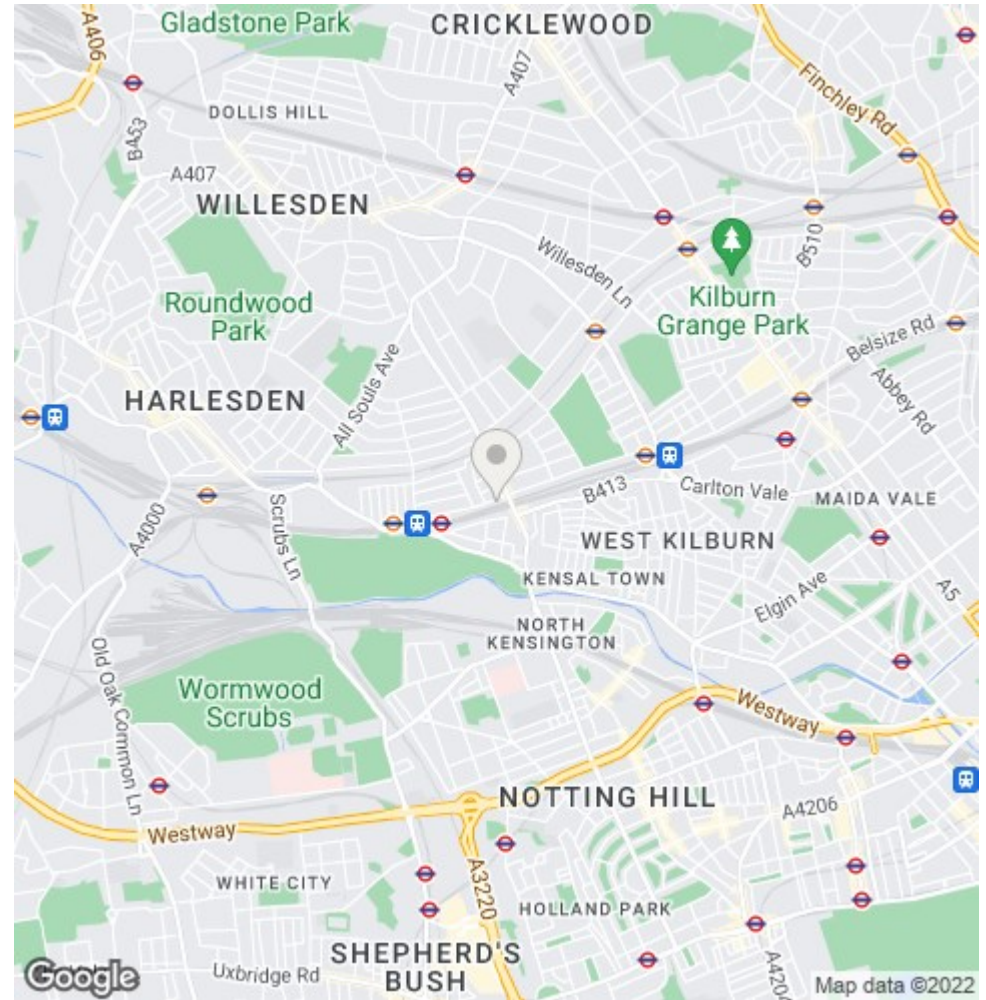 Gladstone Park
CRICKLEWOOD
A406
A407
Finchley Rd
DOLLIS HILL
B453
A407
WILLESDEN
Willesden Ln
B510
Roundwood
Park
Kilburn
Grange Park
Belsize Rd
All Souls Ave
Abbey Rd
HARLESDEN
B413
Carlton Vale
MAIDA VALE
A4000
Scrubs Ln
WEST KILBURN
KENSAL TOWN
Elgin Ave
A5
NORTH
KENSINGTON
Old Oak Common Ln
Wormwood
Scrubs
Westway
NOTTING HILL
A4206
Westway
A3220
WHITE CITY
HOLLAND PARK
SHEPHERD'S
BUSH
Uxbridge Rd
Google
Map data ©2022